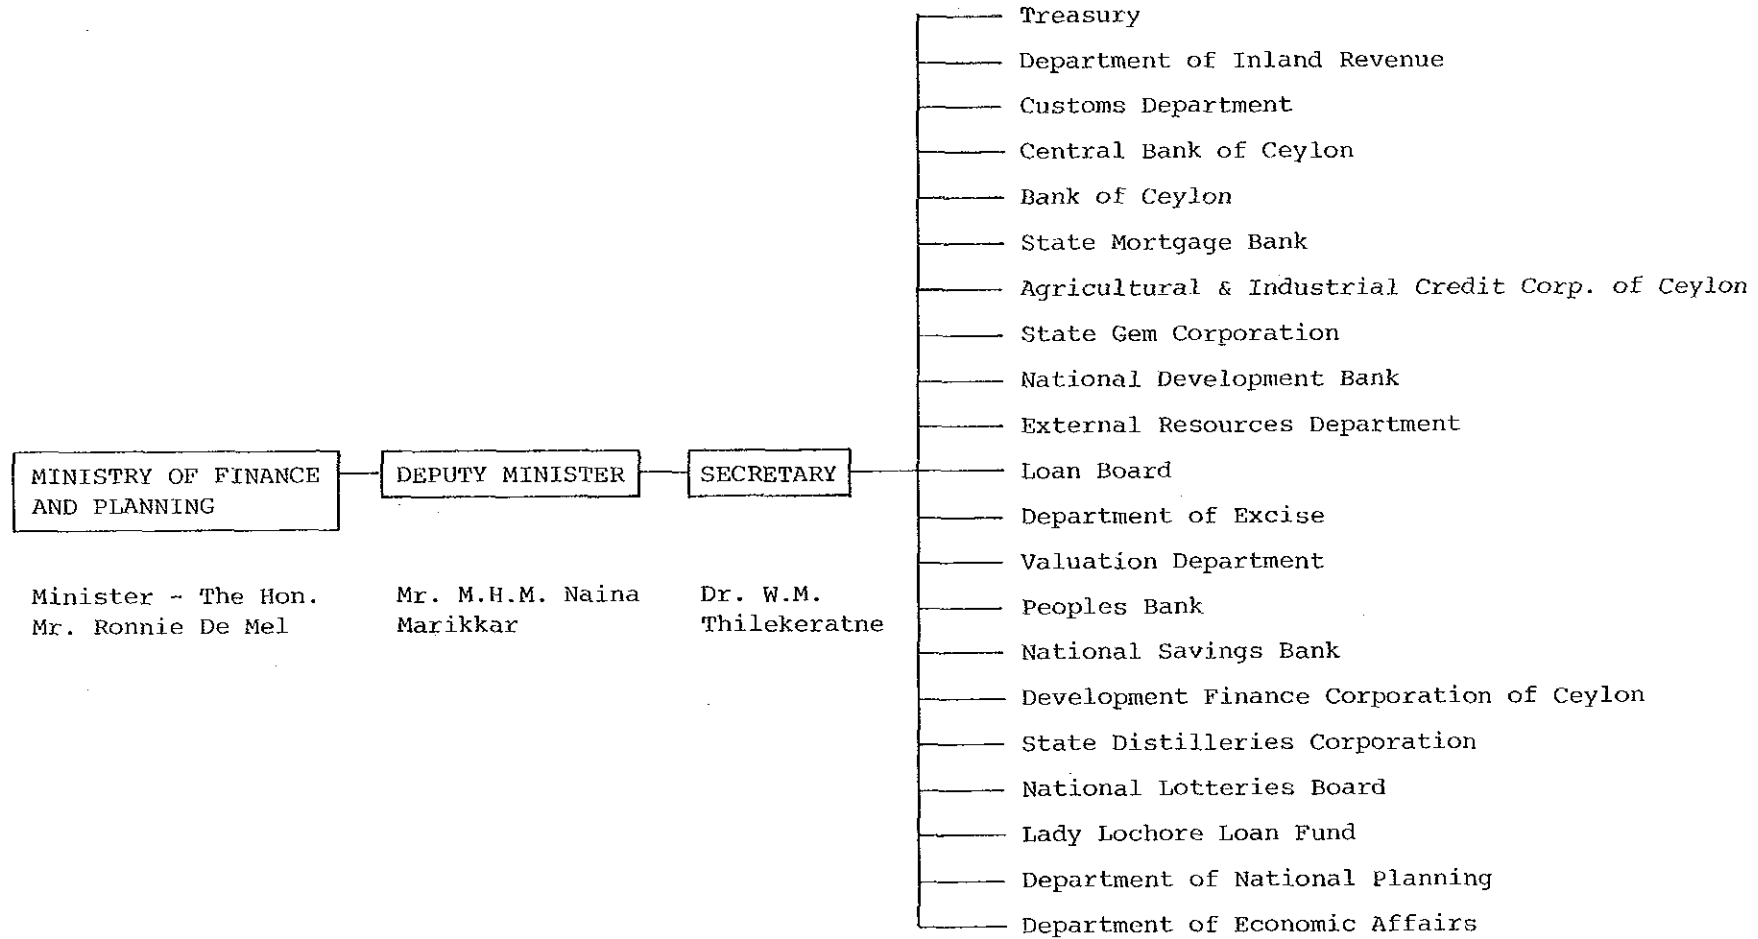 Treasury
Department of Inland Revenue
Customs Department
Central Bank of Ceylon
Bank of Ceylon
State Mortgage Bank
Agricultural & Industrial Credit Corp. of Ceylon
State Gem Corporation
National Development Bank
External Resources Department
MINISTRY OF FINANCE
AND PLANNING
DEPUTY MINISTER
SECRETARY
Loan Board
Department of Excise
Valuation Department
Minister - The Hon.
Mr. Ronnie De Mel
Mr. M.H.M. Naina
Marikkar
Dr. W.M.
Thilekeratne
Peoples Bank
National Savings Bank
Development Finance Corporation of Ceylon
State Distilleries Corporation
National Lotteries Board
Lady Lochore Loan Fund
Department of National Planning
Department of Economic Affairs